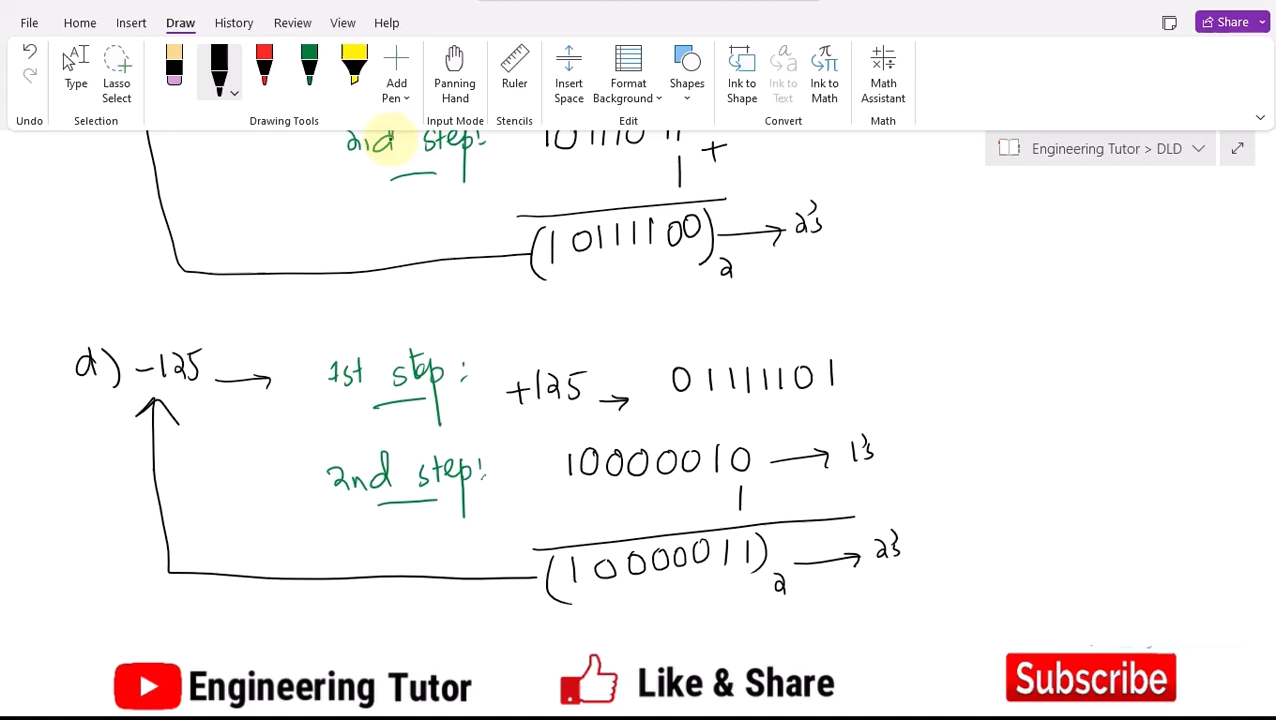 File Home Insert Draw History Review View Help Share
Type Lasso Select Add Pen Panning Hand Ruler Insert Space Format Background Shapes Ink to Shape Ink to Text Ink to Math Math Assistant
Undo Selection Drawing Tools Input Mode Stencils Edit Convert Math
Engineering Tutor > DLD
2nd step: 10111011 +
1
(10111100)2 → 2's
d) -125 → 1st step: +125 → 01111101
2nd step: 10000010 → 1's
1
(10000011)2 → 2's
Engineering Tutor Like & Share Subscribe